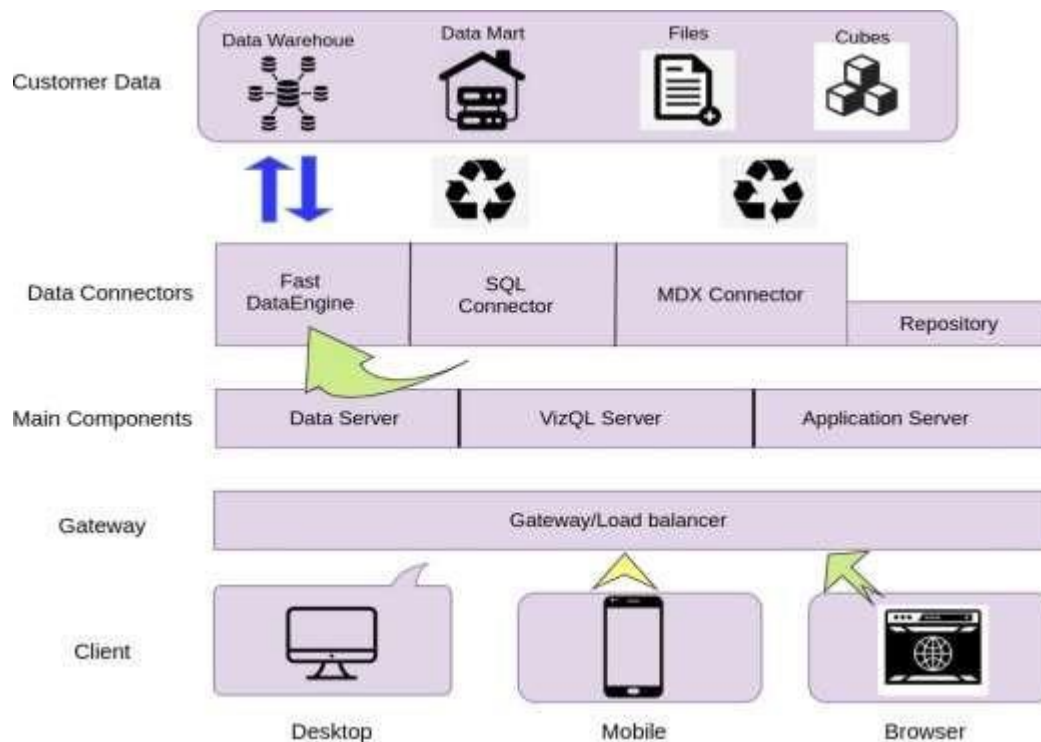 Data Warehoue
Data Mart
Files
Cubes
Customer Data
Data Connectors
Fast
DataEngine
SQL
Connector
MDX Connector
Repository
Main Components
Data Server
VizQL Server
Application Server
Gateway
Gateway/Load balancer
Client
Desktop
Mobile
Browser